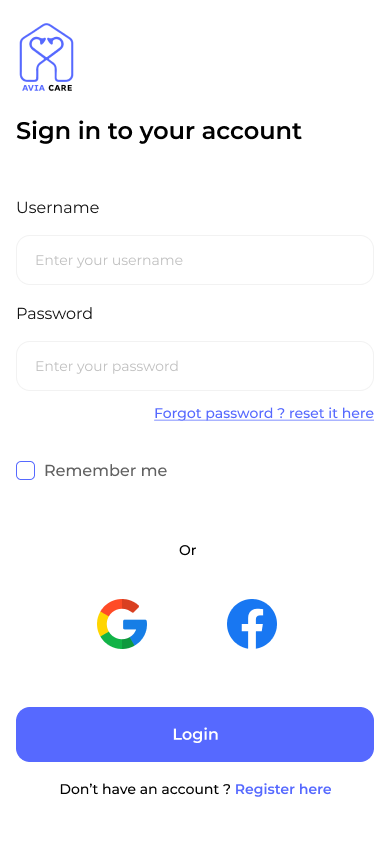 AVIA CARE
Sign in to your account
Username
Enter your username
Password
Enter your password
Forgot password ? reset it here
Remember me
Or
Login
Don’t have an account ? Register here